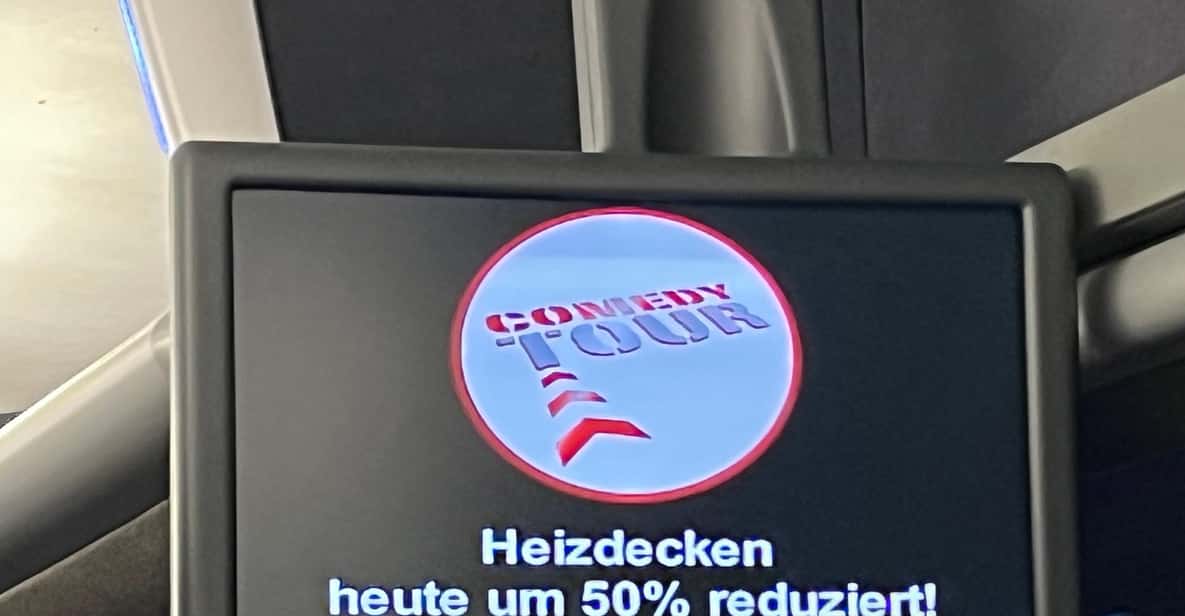 COMEDY
TOUR
Heizdecken
heute um 50% reduziert!